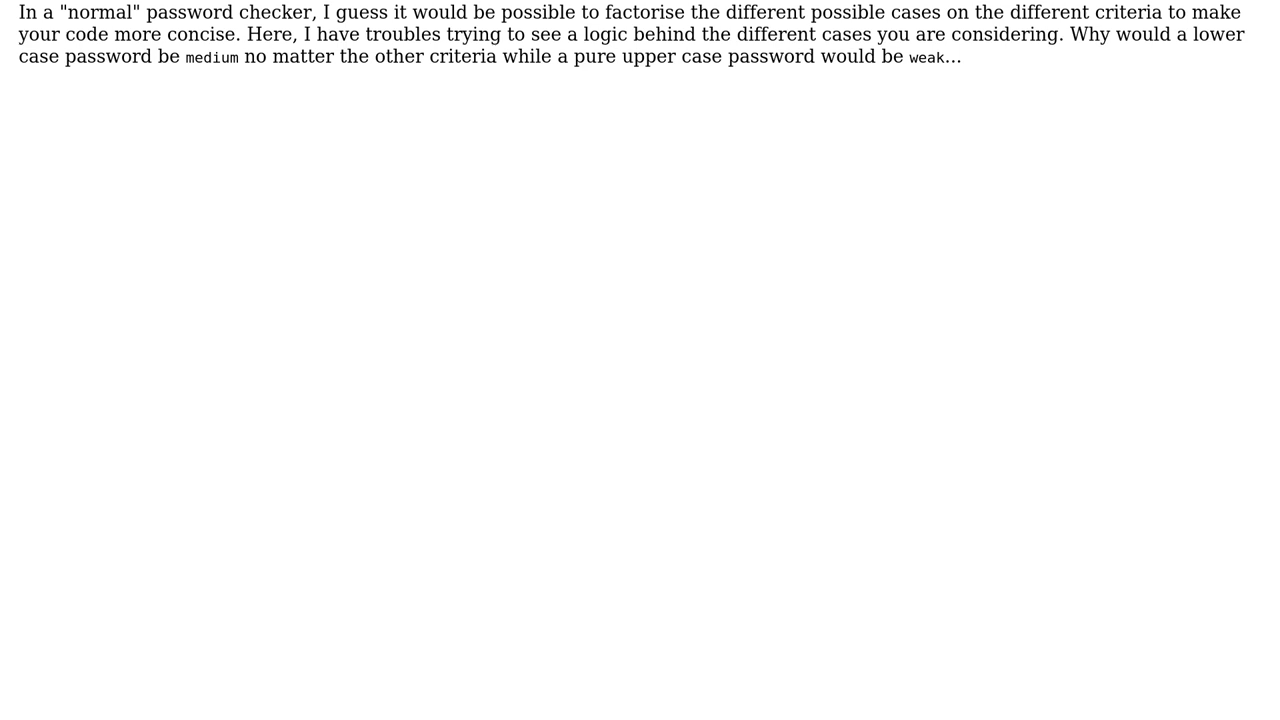 In a "normal" password checker, I guess it would be possible to factorise the different possible cases on the different criteria to make
your code more concise. Here, I have troubles trying to see a logic behind the different cases you are considering. Why would a lower
case password be medium no matter the other criteria while a pure upper case password would be weak...